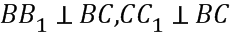 BB₁ ⊥ BC,CC₁ ⊥ BC